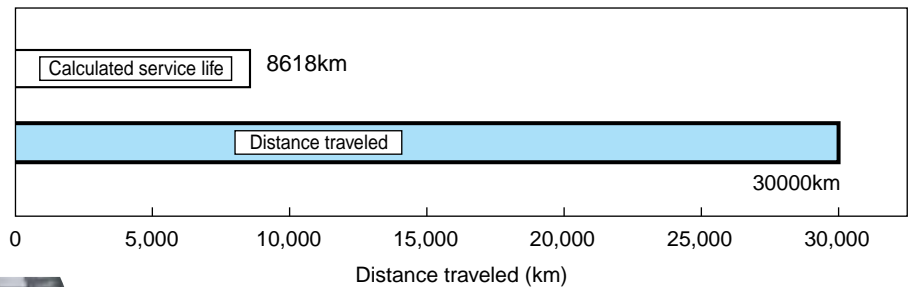 Calculated service life
8618km
Distance traveled
30000km
0 5,000 10,000 15,000 20,000 25,000 30,000
Distance traveled (km)